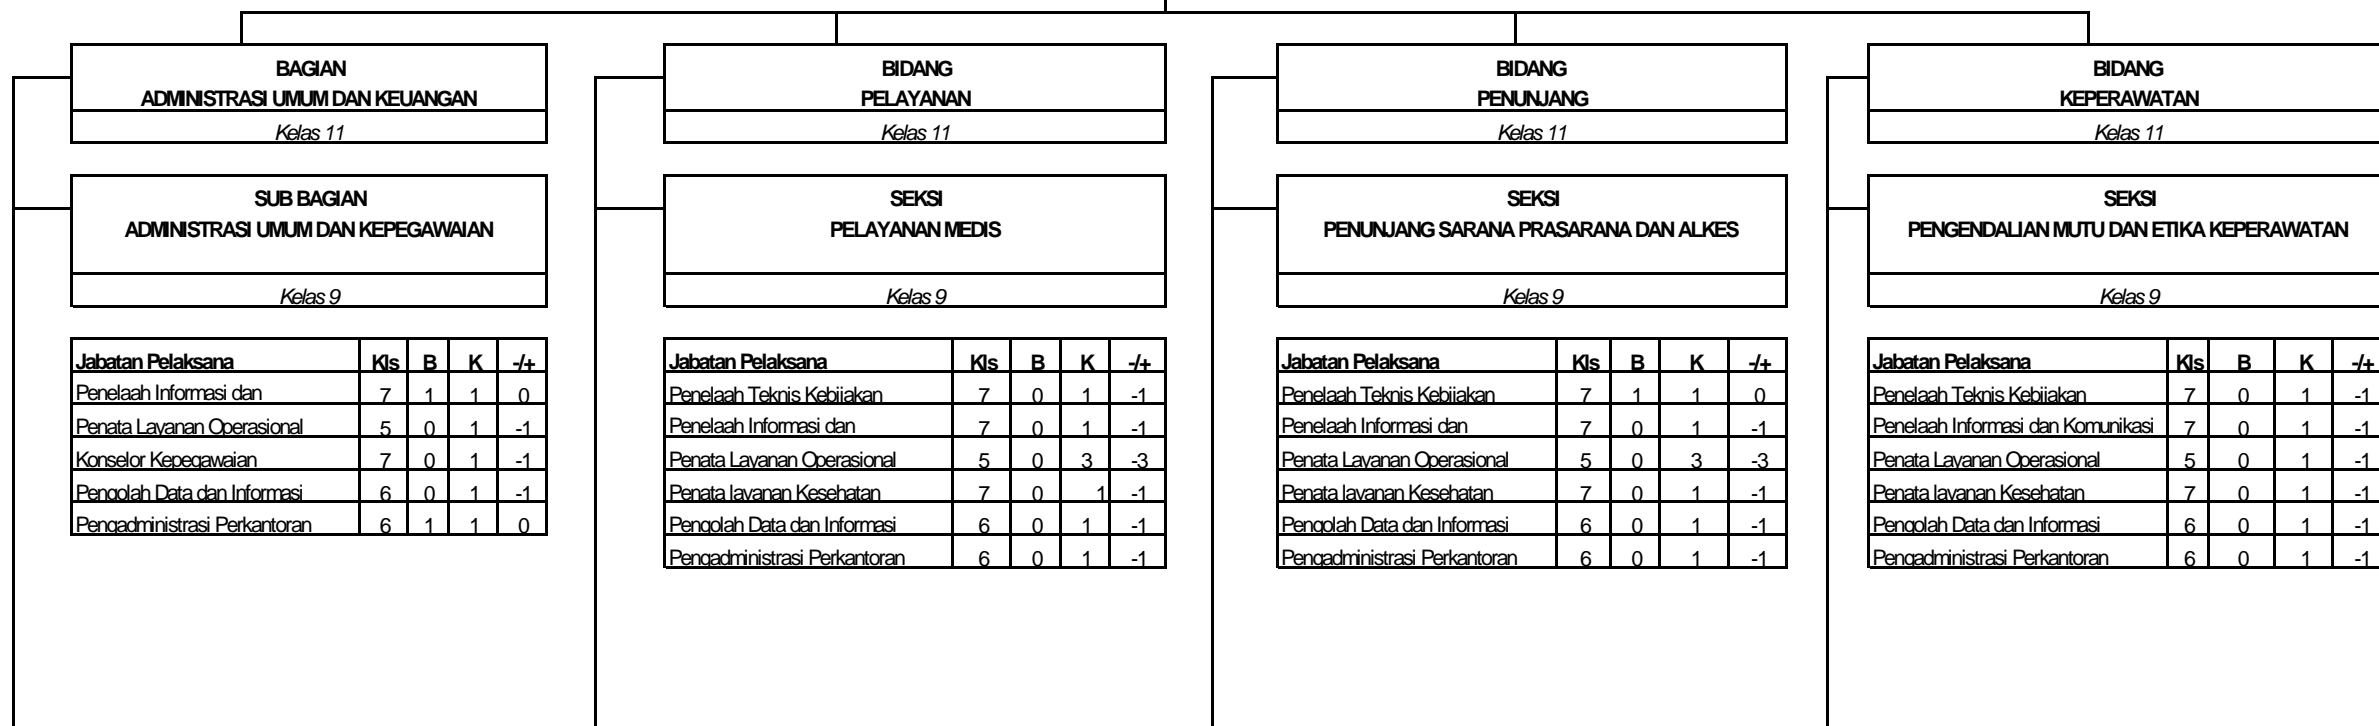 BAGIAN
ADMINISTRASI UMUM DAN KEUANGAN
Kelas 11
SUB BAGIAN
ADMINISTRASI UMUM DAN KEPEGAWAIAN
Kelas 9
Jabatan Pelaksana Kls B K -/+
Penelaah Informasi dan 7 1 1 0
Penata Layanan Operasional 5 0 1 -1
Konselor Kepegawaian 7 0 1 -1
Pengolah Data dan Informasi 6 0 1 -1
Pengadministrasi Perkantoran 6 1 1 0
BIDANG
PELAYANAN
Kelas 11
SEKSI
PELAYANAN MEDIS
Kelas 9
Jabatan Pelaksana Kls B K -/+
Penelaah Teknis Kebijakan 7 0 1 -1
Penelaah Informasi dan 7 0 1 -1
Penata Layanan Operasional 5 0 3 -3
Penata layanan Kesehatan 7 0 1 -1
Pengolah Data dan Informasi 6 0 1 -1
Pengadministrasi Perkantoran 6 0 1 -1
BIDANG
PENUNJANG
Kelas 11
SEKSI
PENUNJANG SARANA PRASARANA DAN ALKES
Kelas 9
Jabatan Pelaksana Kls B K -/+
Penelaah Teknis Kebijakan 7 1 1 0
Penelaah Informasi dan 7 0 1 -1
Penata Layanan Operasional 5 0 3 -3
Penata layanan Kesehatan 7 0 1 -1
Pengolah Data dan Informasi 6 0 1 -1
Pengadministrasi Perkantoran 6 0 1 -1
BIDANG
KEPERAWATAN
Kelas 11
SEKSI
PENGENDALIAN MUTU DAN ETIKA KEPERAWATAN
Kelas 9
Jabatan Pelaksana Kls B K -/+
Penelaah Teknis Kebijakan 7 0 1 -1
Penelaah Informasi dan Komunikasi 7 0 1 -1
Penata Layanan Operasional 5 0 1 -1
Penata layanan Kesehatan 7 0 1 -1
Pengolah Data dan Informasi 6 0 1 -1
Pengadministrasi Perkantoran 6 0 1 -1